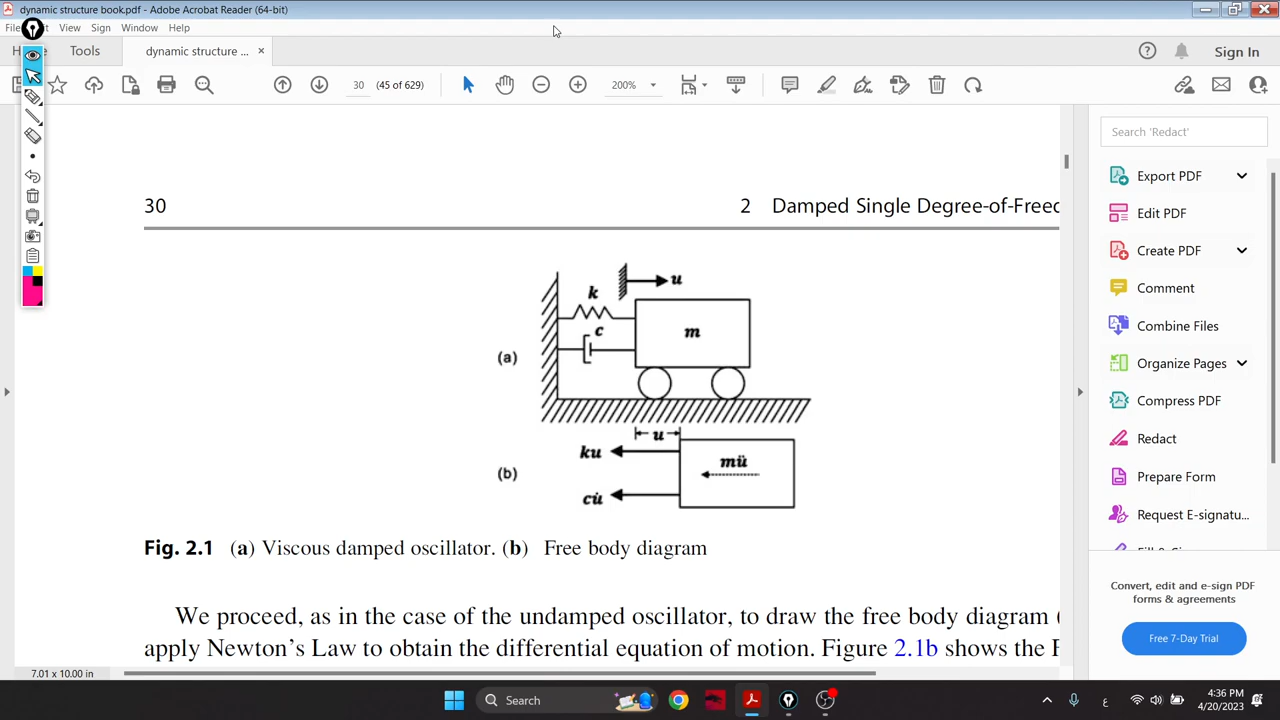 dynamic structure book.pdf - Adobe Acrobat Reader (64-bit)
View Sign Window Help
Tools
dynamic structure ...
Sign In
30 (45 of 629)
200%
Search 'Redact'
Export PDF
Edit PDF
Create PDF
Comment
Combine Files
Organize Pages
Compress PDF
Redact
Prepare Form
Request E-signatu...
Convert, edit and e-sign PDF
forms & agreements
Free 7-Day Trial
30
2 Damped Single Degree-of-Freed
u
k
c
m
(a)
u
ku
mü
(b)
cu̇
Fig. 2.1 (a) Viscous damped oscillator. (b) Free body diagram
We proceed, as in the case of the undamped oscillator, to draw the free body diagram (
apply Newton's Law to obtain the differential equation of motion. Figure 2.1b shows the F
7.01 x 10.00 in
Search
ع
4:36 PM
4/20/2023